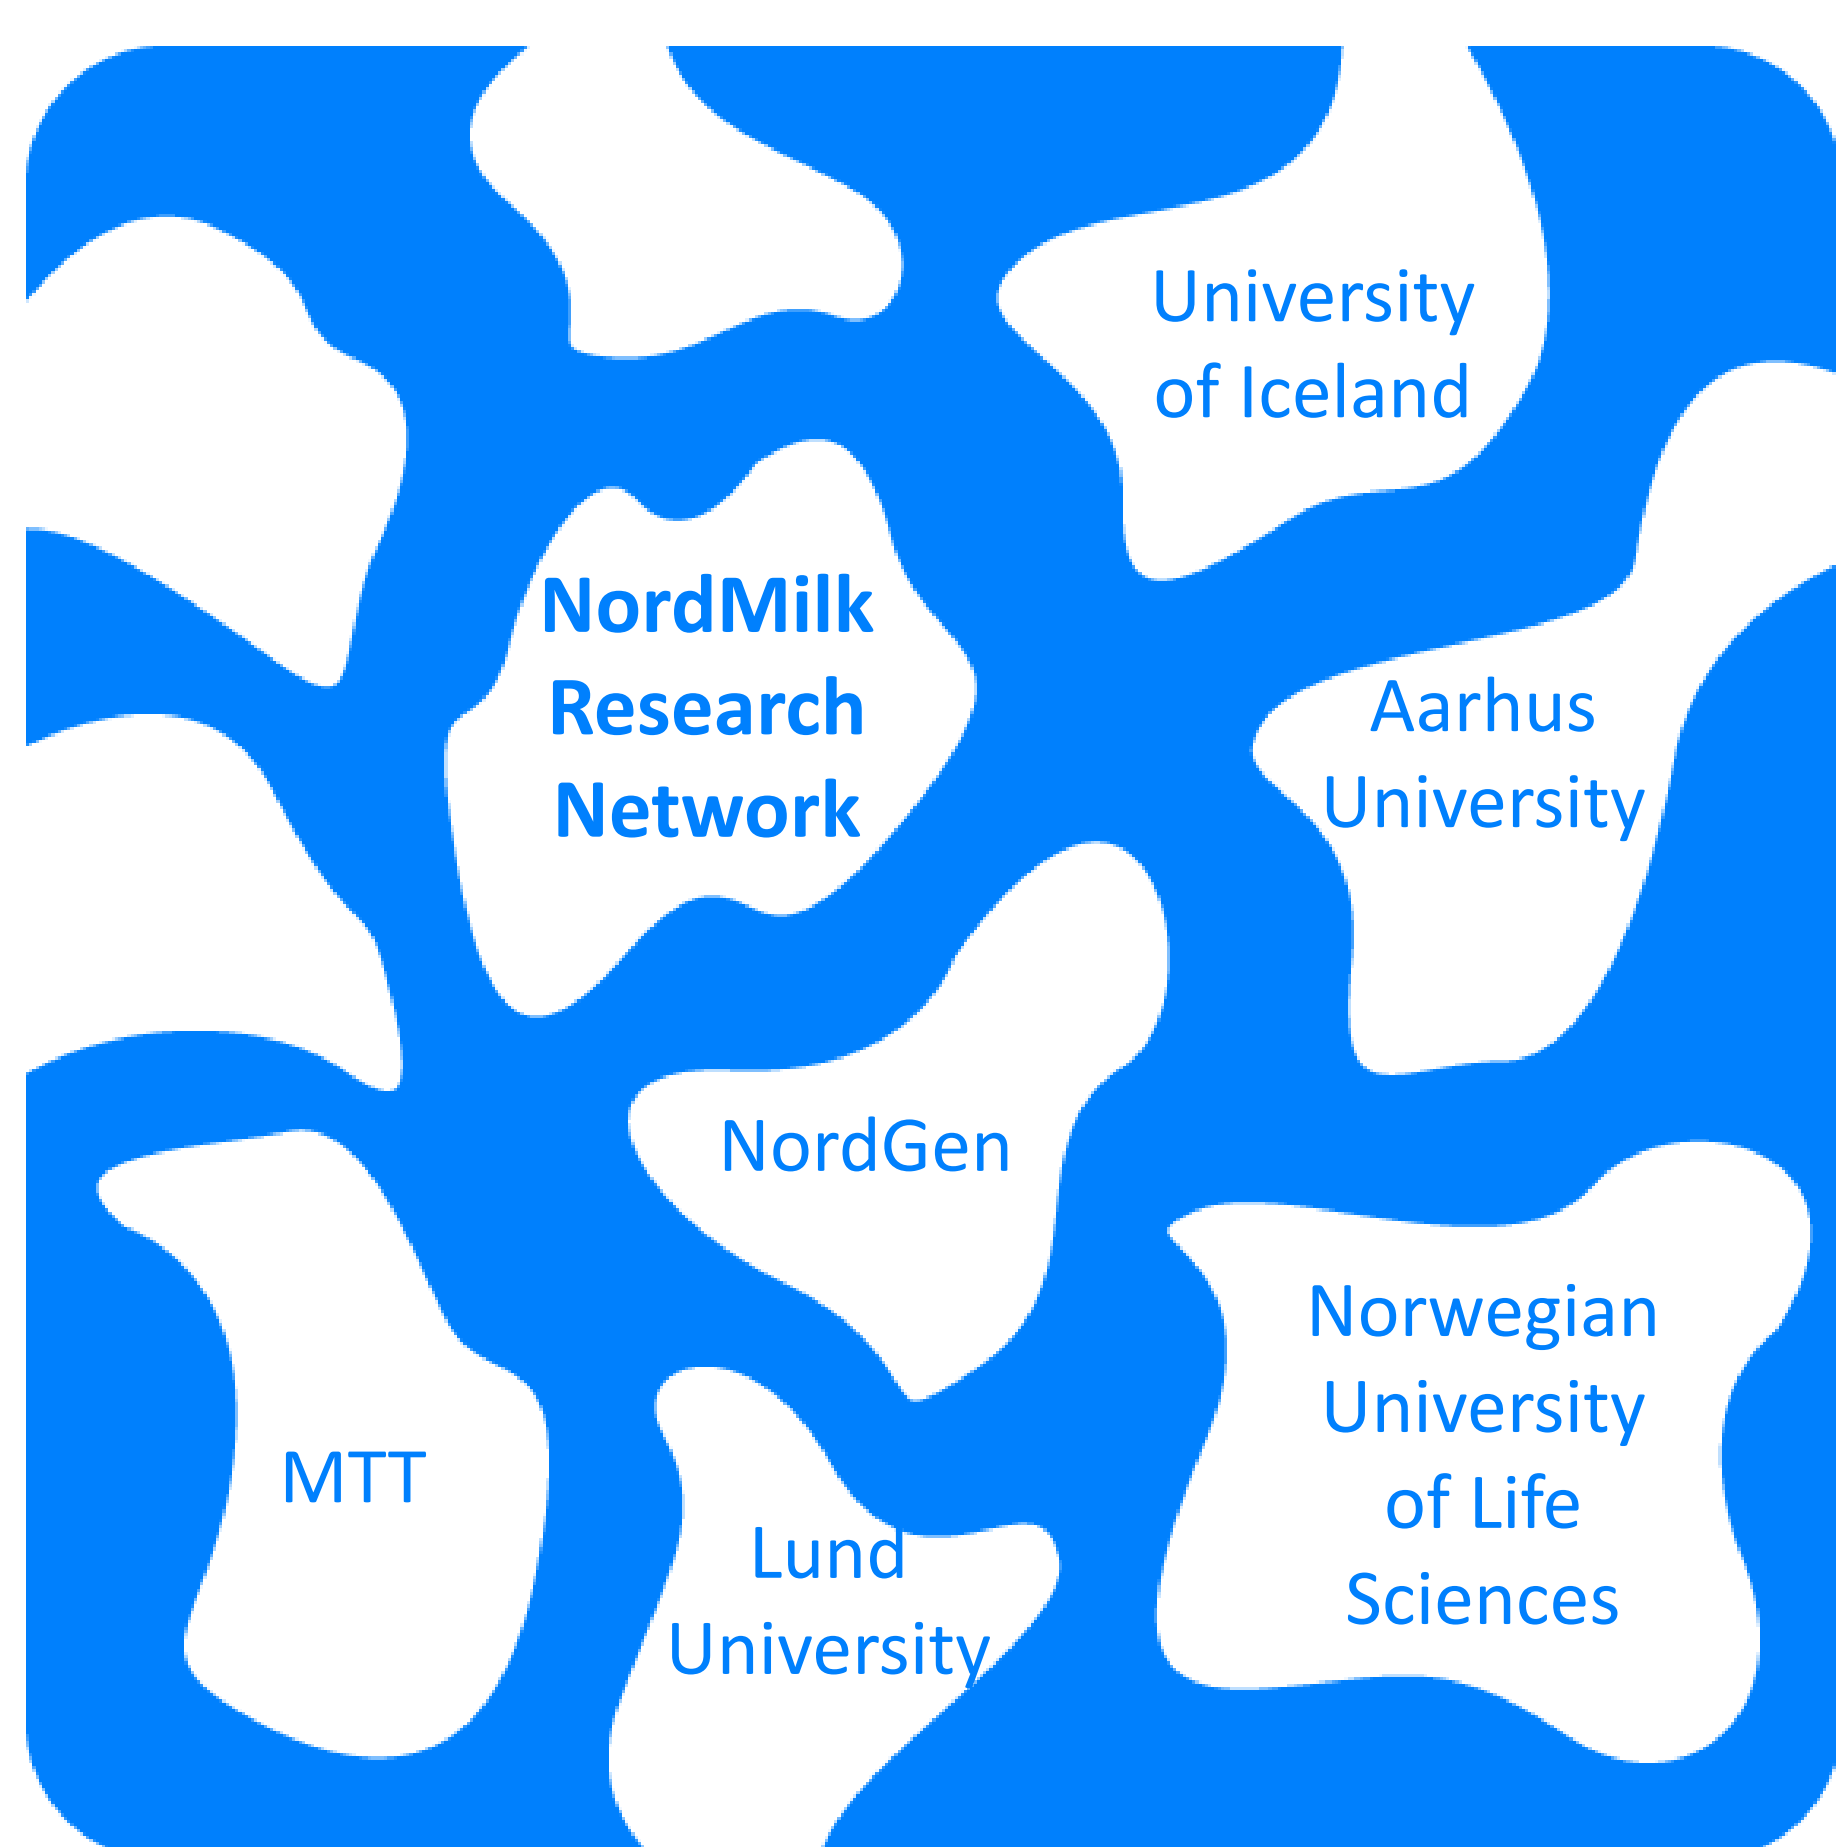 University
of Iceland
NordMilk
Research
Network
Aarhus
University
NordGen
Norwegian
University
of Life
Sciences
MTT
Lund
University